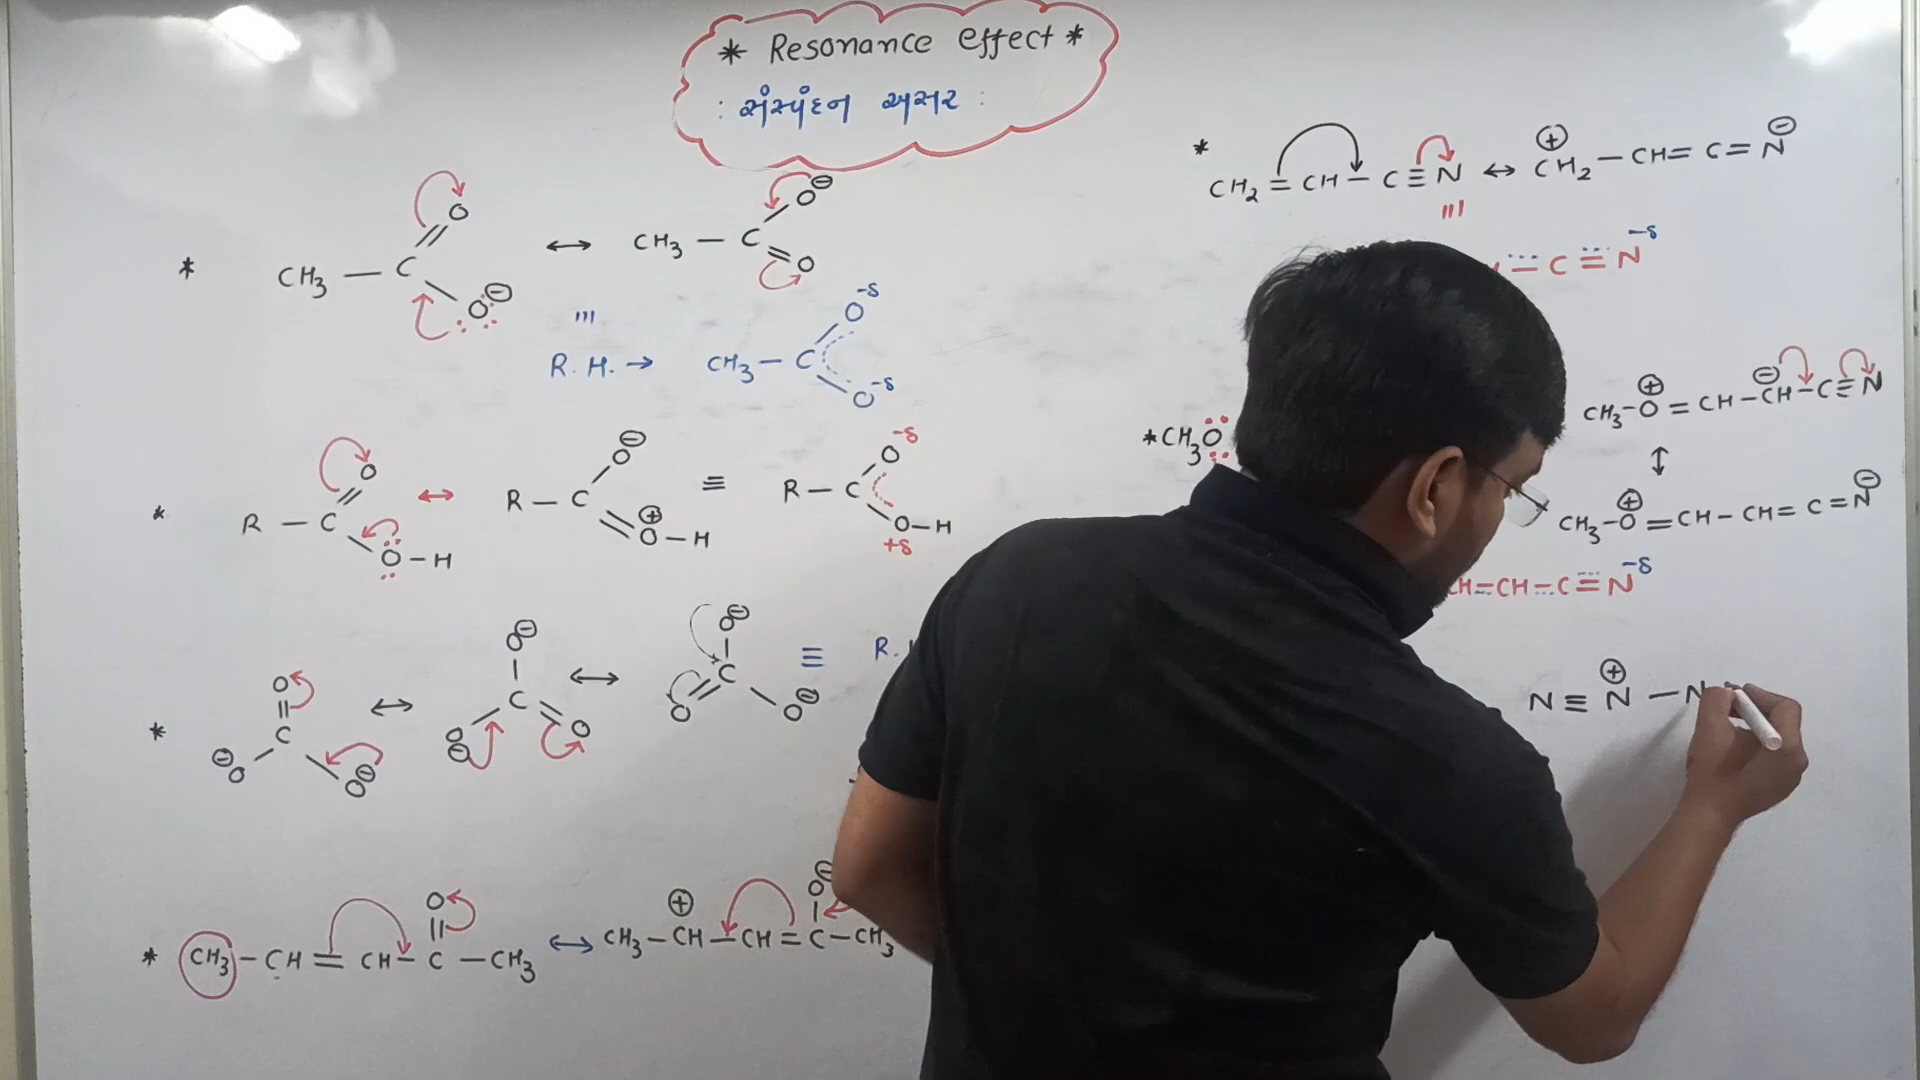 * Resonance effect *
: સંસ્પંદન અસર :
* CH₃ — C = O O⊖ ↔ CH₃ — C O⊖ = O
≡
R. H. → CH₃ — C O-δ O-δ
* R — C = O O — H ↔ R — C O⊖ = O⊕ — H ≡ R — C O-δ O — H +δ
* O = C ⊖O O⊖ ↔ O⊖ C O⊖ = O ↔ O⊖ C = O O⊖ ≡ R.
* CH₃ — CH = CH — C = O — CH₃ ↔ CH₃ — CH⊕ — CH = C O⊖ — CH₃
* CH₂ = CH — C ≡ N ↔ CH₂⊕ — CH = C = N⊖
≡
— C ≡ N-δ
* CH₃O
CH₃ — O⊕ = CH — CH⊖ — C ≡ N
↕
CH₃ — O⊕ = CH — CH = C = N⊖
CH = CH — C ≡ N-δ
N ≡ N⊕ — N